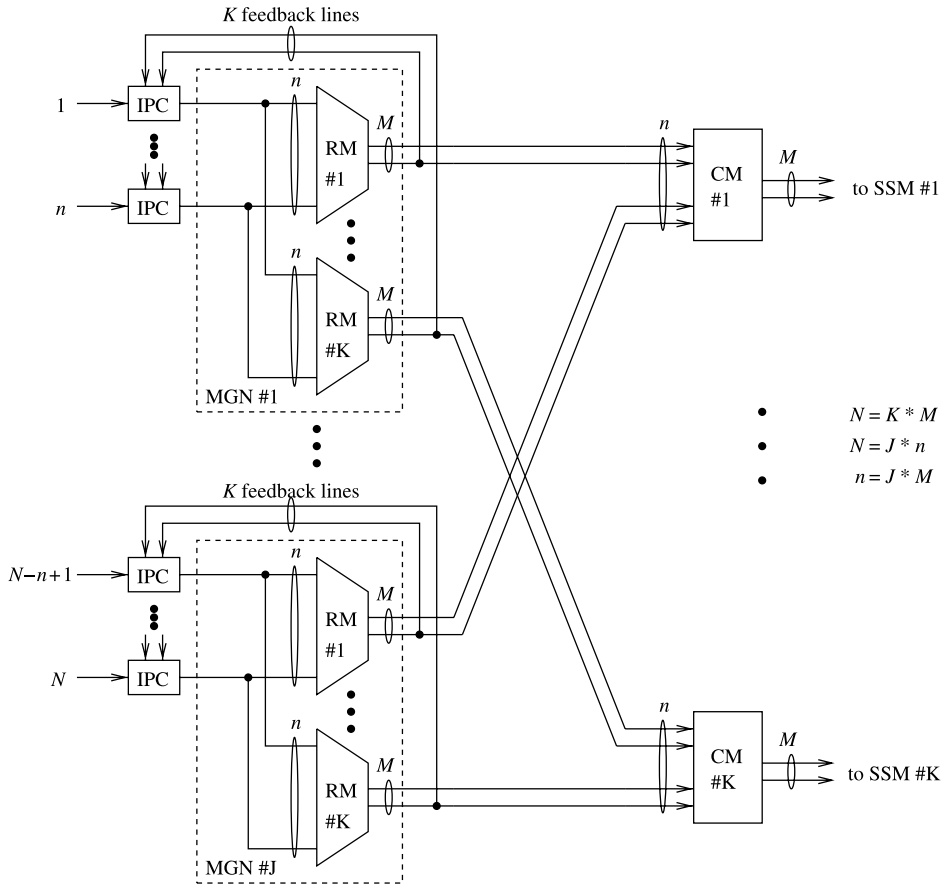 K feedback lines
n
M
n
1
IPC
RM
#1
CM
#1
M
to SSM #1
n
IPC
n
M
RM
#K
MGN #1
N = K * M
N = J * n
n = J * M
K feedback lines
n
M
N−n+1
IPC
RM
#1
N
IPC
n
M
n
M
RM
#K
CM
#K
to SSM #K
MGN #J